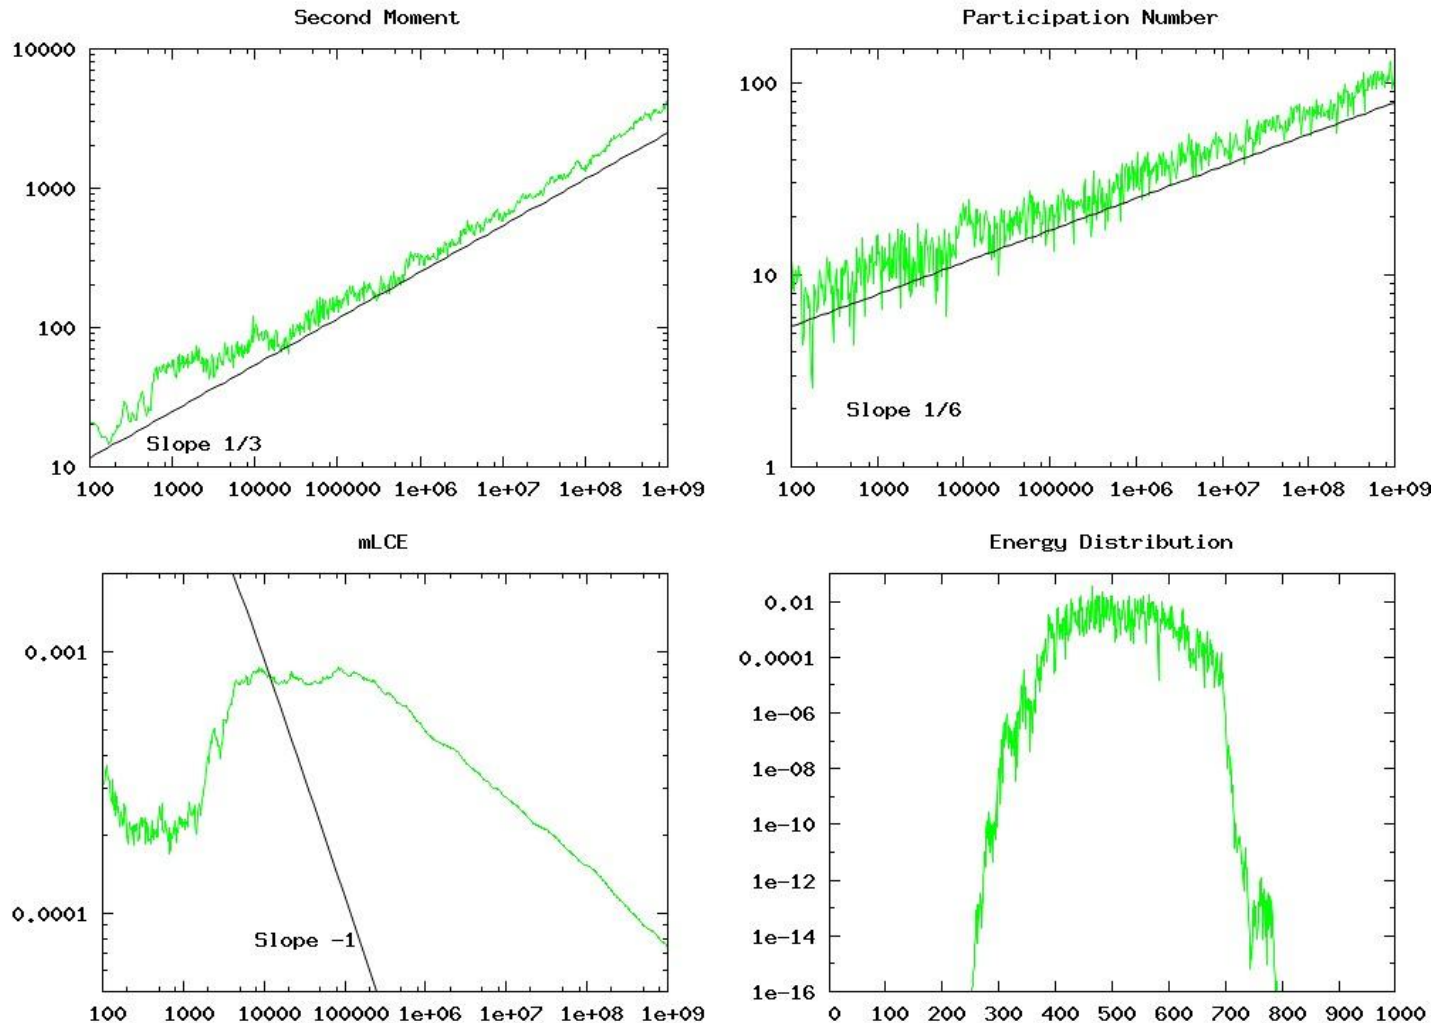 Second Moment
10000
1000
100
10
Slope 1/3
100 1000 10000 100000 1e+06 1e+07 1e+08 1e+09
Participation Number
100
10
1
Slope 1/6
100 1000 10000 100000 1e+06 1e+07 1e+08 1e+09
mLCE
0.001
0.0001
Slope -1
100 1000 10000 100000 1e+06 1e+07 1e+08 1e+09
Energy Distribution
0.01
0.0001
1e-06
1e-08
1e-10
1e-12
1e-14
1e-16
0 100 200 300 400 500 600 700 800 900 1000